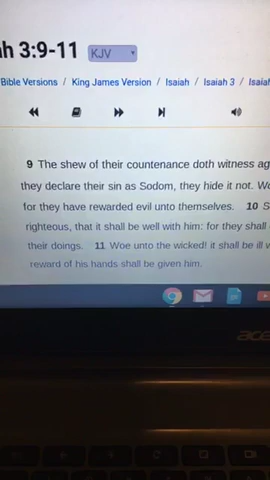 ah 3:9-11 KJV
Bible Versions / King James Version / Isaiah / Isaiah 3 / Isaiah
9 The shew of their countenance doth witness ag
they declare their sin as Sodom, they hide it not. Wo
for they have rewarded evil unto themselves. 10 S
righteous, that it shall be well with him: for they shall
their doings. 11 Woe unto the wicked! it shall be ill w
reward of his hands shall be given him.
acer